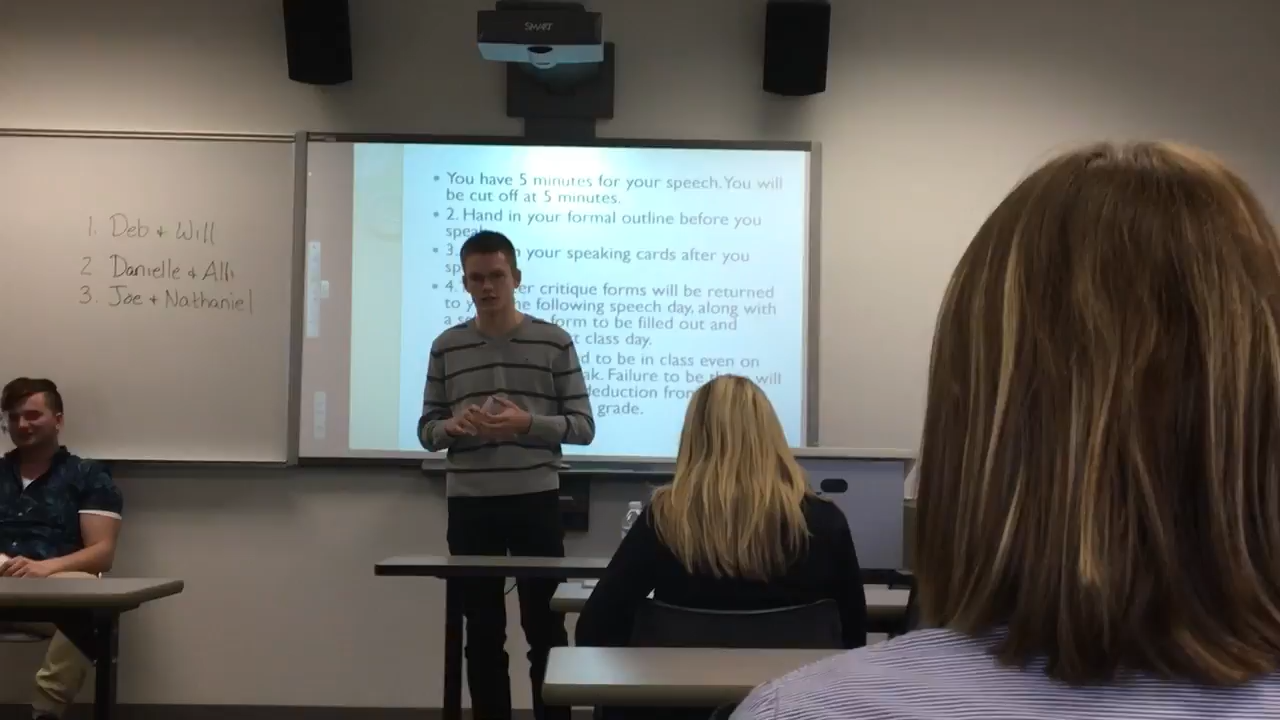 SMART
1. Deb & Will
2 Danielle & Alli
3. Joe & Nathaniel
• You have 5 minutes for your speech. You will
be cut off at 5 minutes.
• 2. Hand in your formal outline before you
• 3. your speaking cards after you
• 4. critique forms will be returned
to following speech day, along with
a form to be filled out and
class day.
to be in class even on
Failure to be will
deduction
grade.